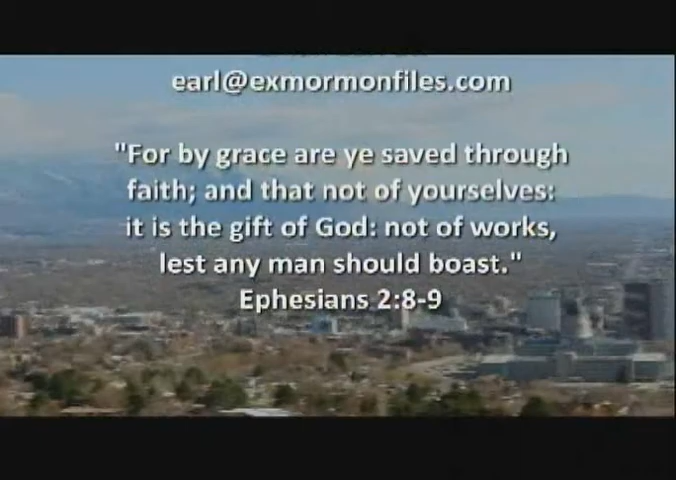 earl@exmormonfiles.com
"For by grace are ye saved through
faith; and that not of yourselves:
it is the gift of God: not of works,
lest any man should boast."
Ephesians 2:8-9